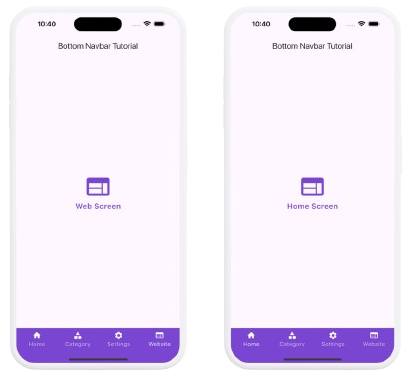 10:40
Bottom Navbar Tutorial
Web Screen
Home Category Settings Website
10:40
Bottom Navbar Tutorial
Home Screen
Home Category Settings Website